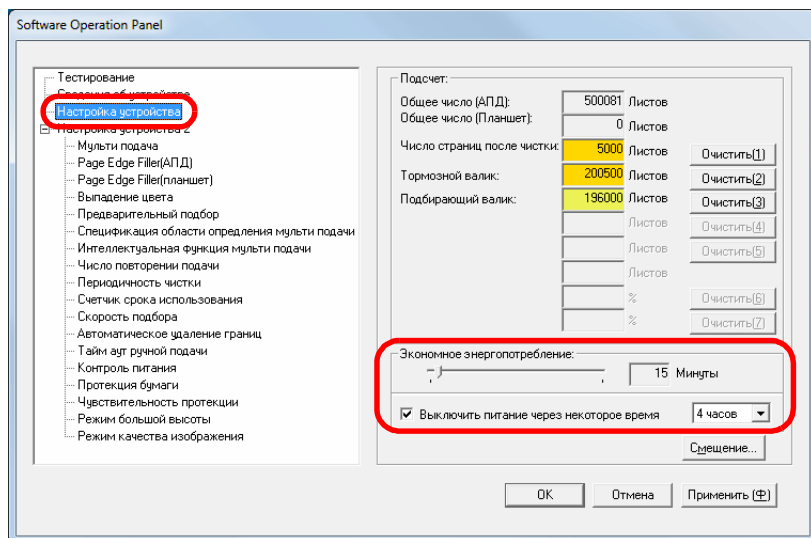 Software Operation Panel
Тестирование
Сведения об устройстве
Настройка устройства
Настройка устройства 2
Мульти подача
Page Edge Filler(АПД)
Page Edge Filler(планшет)
Выпадение цвета
Предварительный подбор
Спецификация области опредления мульти подачи
Интеллектуальная функция мульти подачи
Число повторении подачи
Периодичность чистки
Счетчик срока использования
Скорость подбора
Автоматическое удаление границ
Тайм аут ручной подачи
Контроль питания
Протекция бумаги
Чувствительность протекции
Режим большой высоты
Режим качества изображения
Подсчет:
Общее число (АПД): 500081 Листов
Общее число (Планшет): 0 Листов
Число страниц после чистки: 5000 Листов Очистить(1)
Тормозной валик: 200500 Листов Очистить(2)
Подбирающий валик: 196000 Листов Очистить(3)
Листов Очистить(4)
Листов Очистить(5)
Листов
% Очистить(6)
% Очистить(7)
Экономное энергопотребление:
15 Минуты
Выключить питание через некоторое время 4 часов
Смещение...
OK Отмена Применить (Ф)